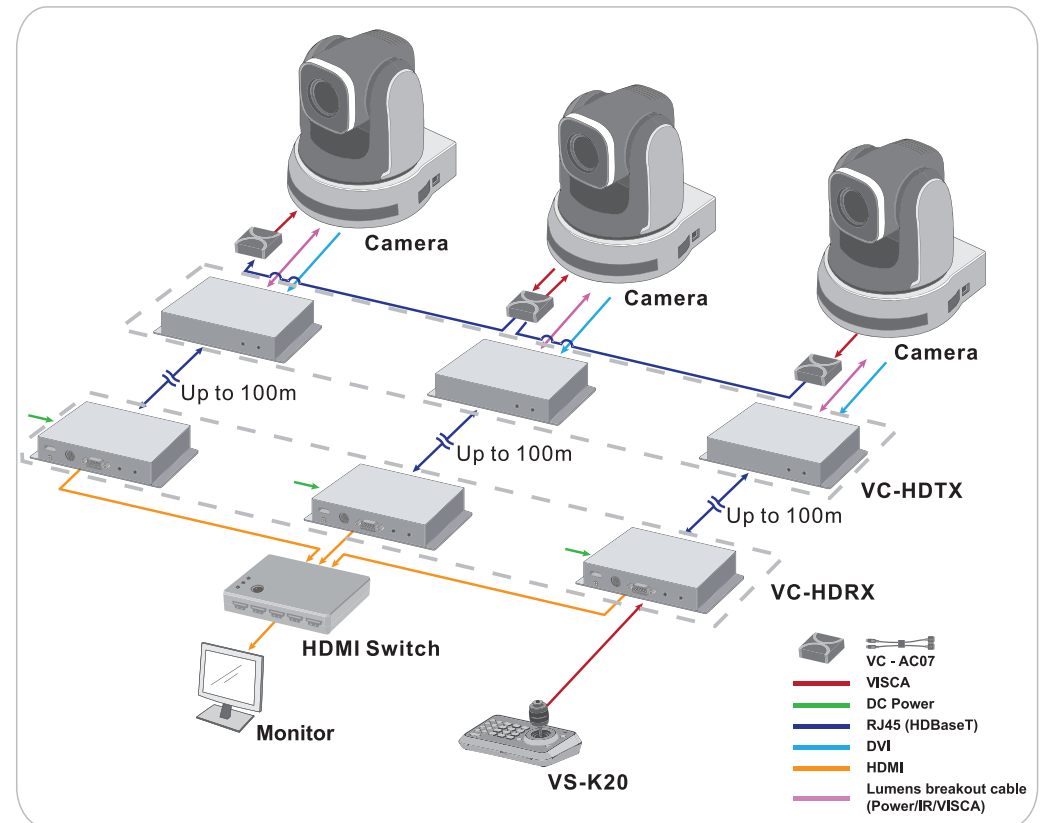 Camera
Camera
Camera
Up to 100m
Up to 100m
VC-HDTX
Up to 100m
VC-HDRX
HDMI Switch
Monitor
VS-K20
VC - AC07
VISCA
DC Power
RJ45 (HDBaseT)
DVI
HDMI
Lumens breakout cable
(Power/IR/VISCA)